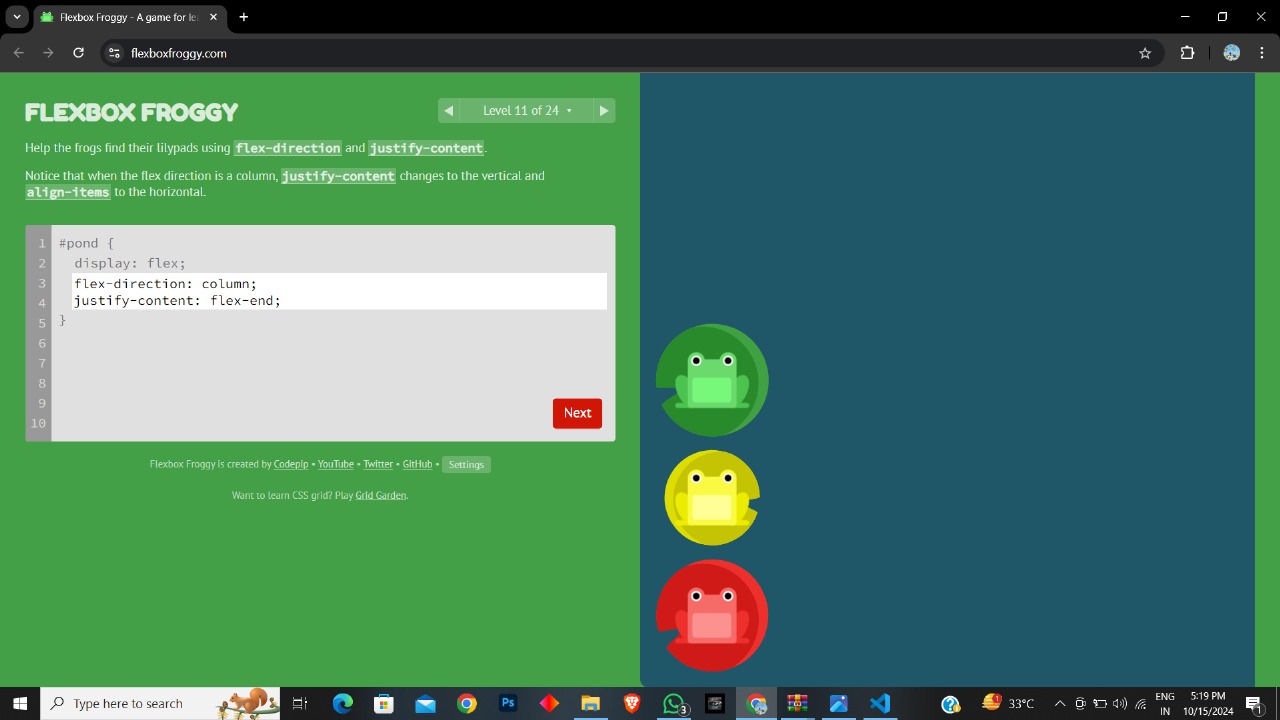 Flexbox Froggy - A game for le
flexboxfroggy.com
FLEXBOX FROGGY
Level 11 of 24
Help the frogs find their lilypads using flex-direction and justify-content.
Notice that when the flex direction is a column, justify-content changes to the vertical and
align-items to the horizontal.
1 #pond {
2 display: flex;
3 flex-direction: column;
4 justify-content: flex-end;
5 }
6
7
8
9
10
Next
Flexbox Froggy is created by Codepip • YouTube • Twitter • GitHub • Settings
Want to learn CSS grid? Play Grid Garden.
Type here to search
Ps
3
1
33°C
ENG
IN
5:19 PM
10/15/2024
1